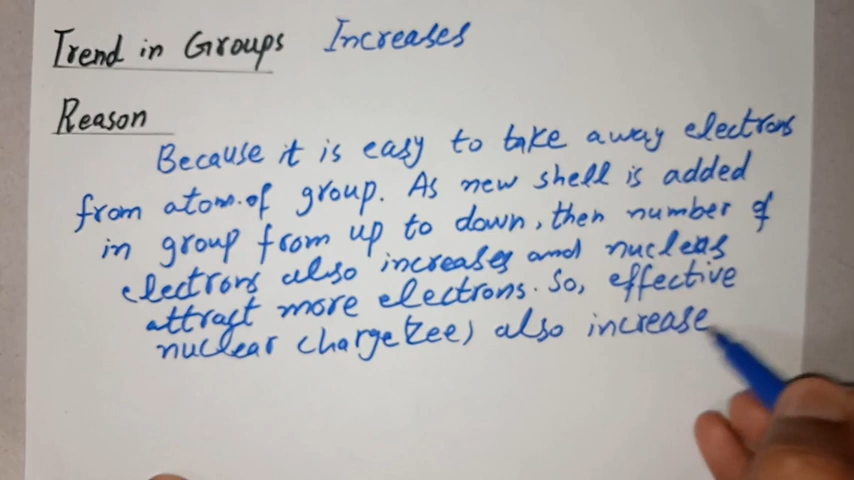 Trend in Groups Increases
Reason
Because it is easy to take away electrons
from atom.of group. As new shell is added
in group from up to down, then number of
electrons also increases and nucleus
attract more electrons. So, effective
nuclear charge(zee) also increase